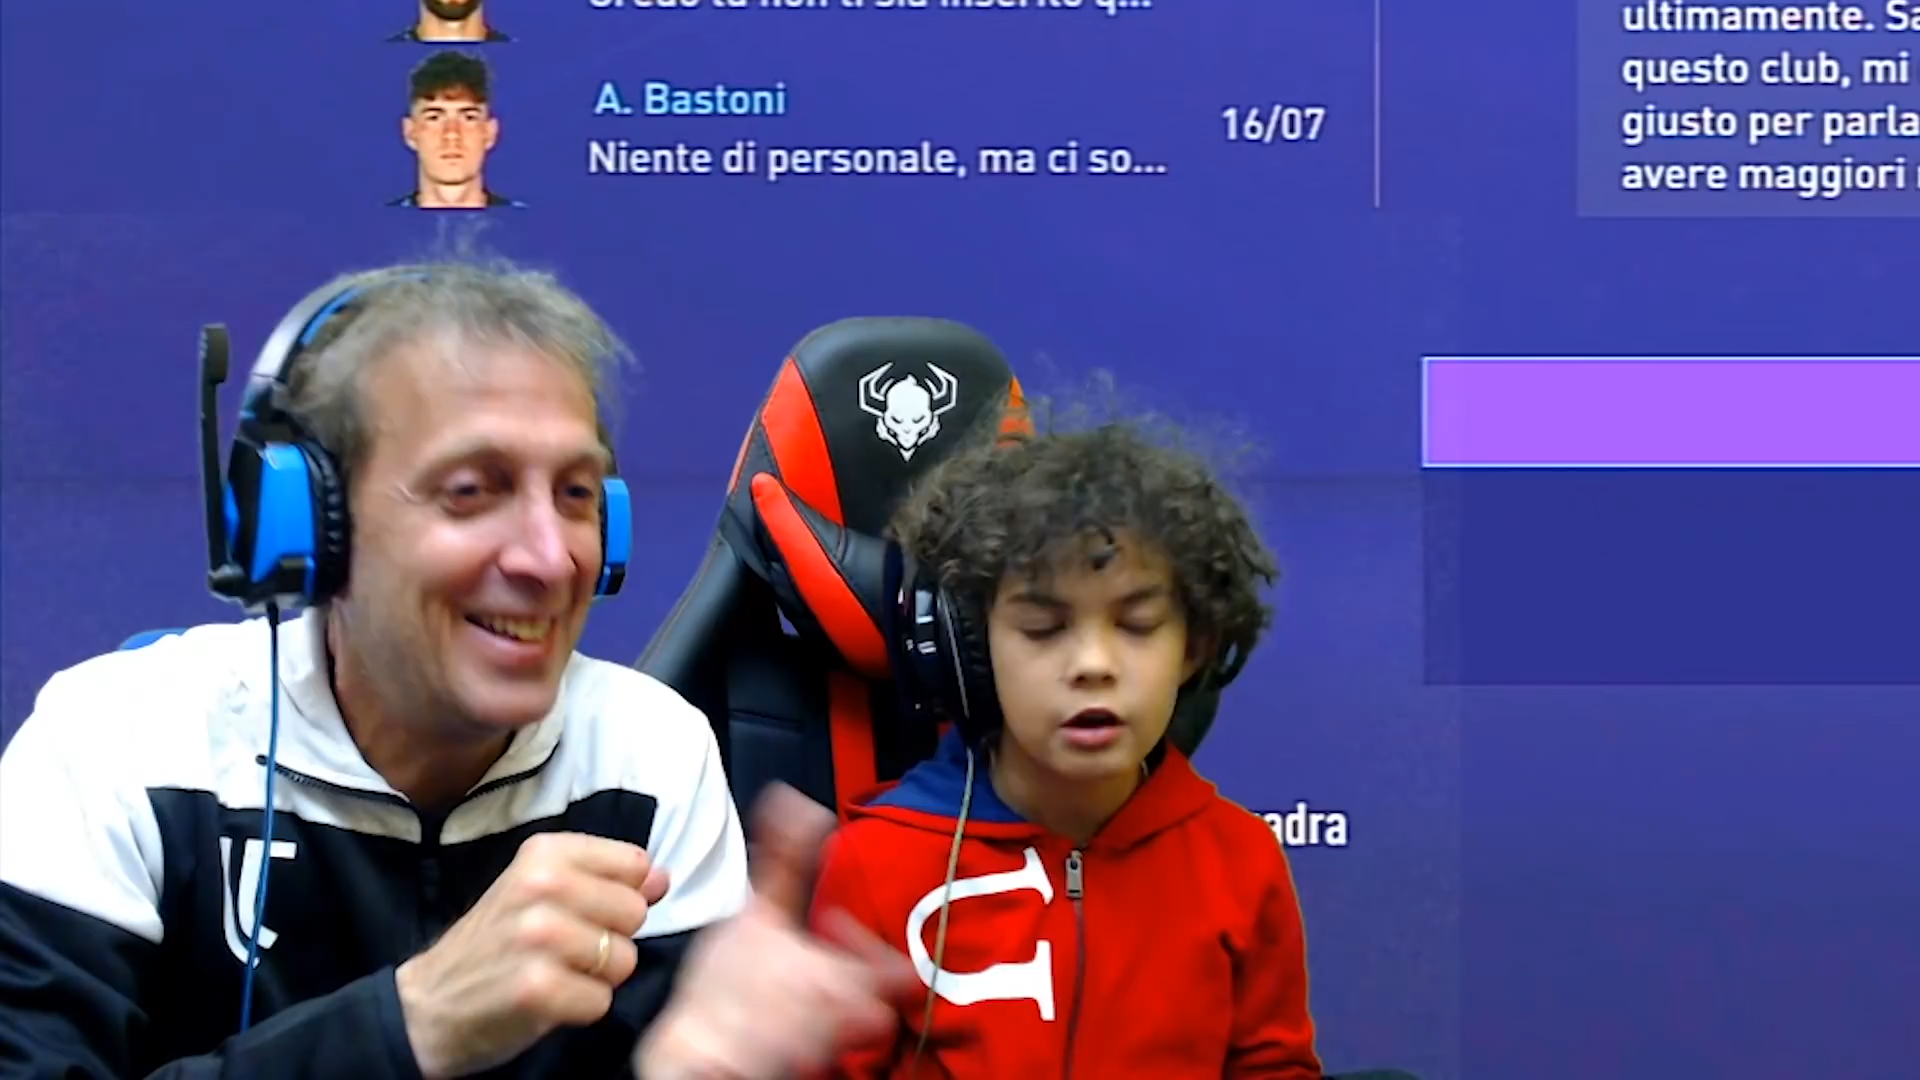 A. Bastoni
16/07
Niente di personale, ma ci so...
ultimamente. Sa
questo club, mi
giusto per parla
avere maggiori
adra
U